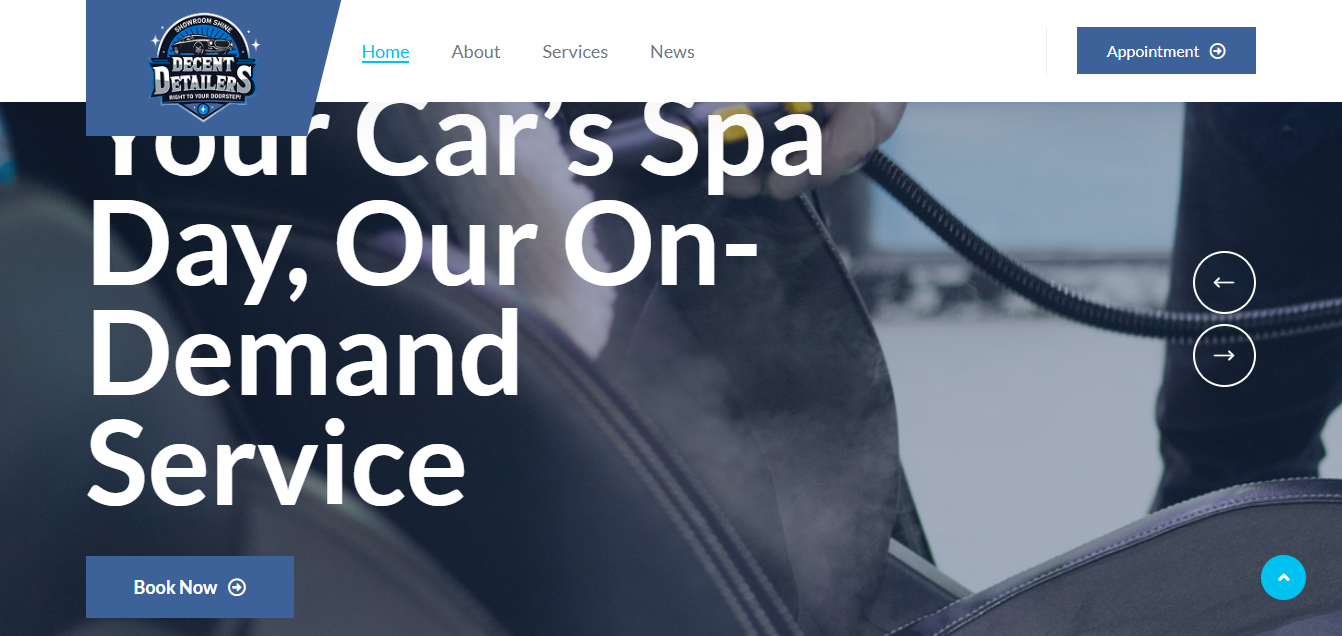 SHOWROOM SHINE
DECENT
DETAILERS
RIGHT TO YOUR DOORSTEP!
Home
About
Services
News
Appointment
Your Car's Spa
Day, Our On-
Demand
Service
Book Now